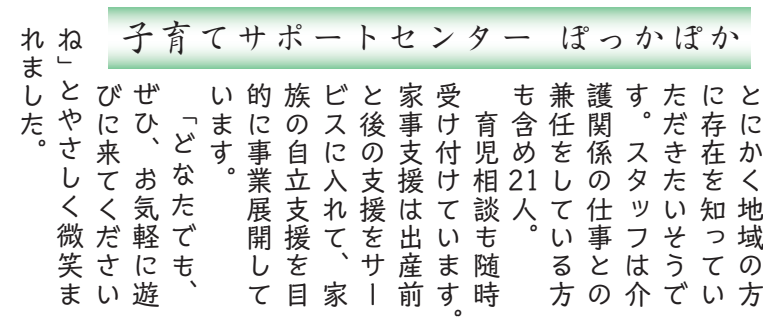 子育てサポートセンター ぽっかぽか
とにかく地域の方
に存在を知ってい
ただきたいそうで
す。スタッフは介
護関係の仕事との
兼任をしている方
も含め21人。
育児相談も随時
受け付けています。
家事支援は出産前
と後の支援をサー
ビスに入れて、家
族の自立支援を目
的に事業展開して
います。
「どなたでも、
ぜひ、お気軽に遊
びに来てください
ね」とやさしく微笑ま
れました。